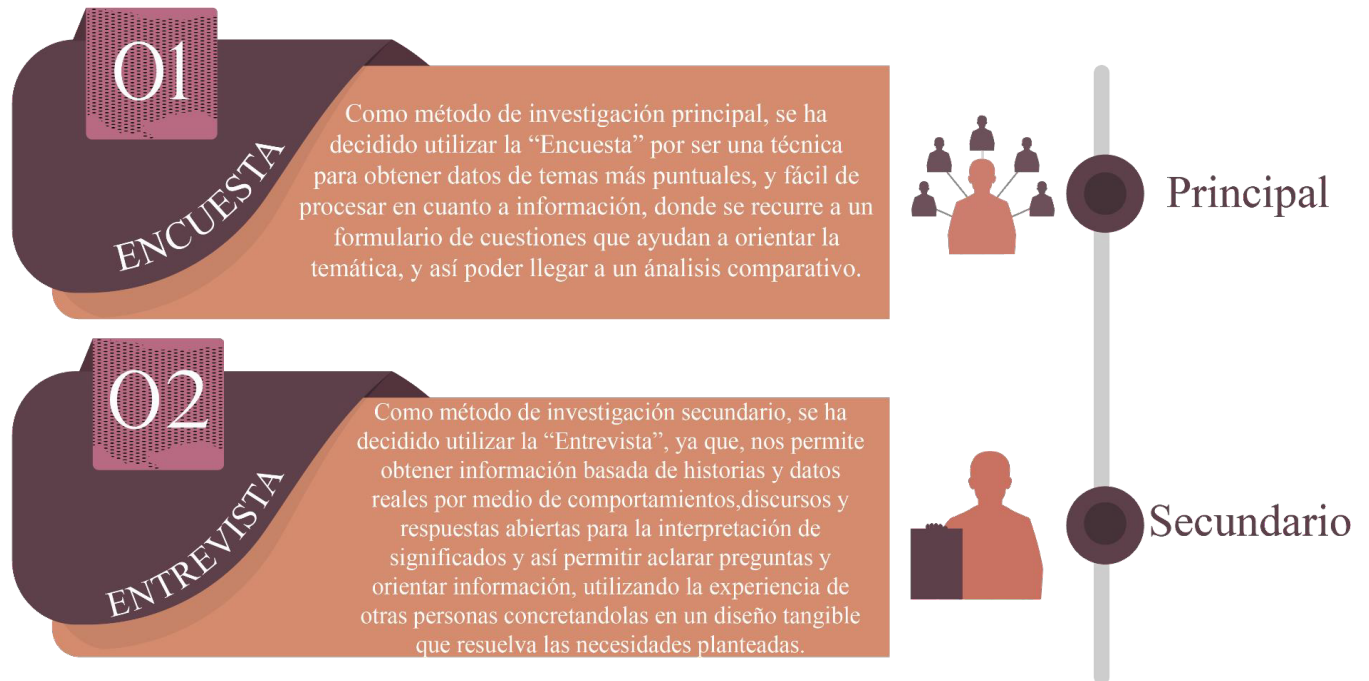 01
ENCUESTA
Como método de investigación principal, se ha
decidido utilizar la “Encuesta” por ser una técnica
para obtener datos de temas más puntuales, y fácil de
procesar en cuanto a información, donde se recurre a un
formulario de cuestiones que ayudan a orientar la
temática, y así poder llegar a un ánalisis comparativo.
Principal
02
ENTREVISTA
Como método de investigación secundario, se ha
decidido utilizar la “Entrevista”, ya que, nos permite
obtener información basada de historias y datos
reales por medio de comportamientos,discursos y
respuestas abiertas para la interpretación de
significados y así permitir aclarar preguntas y
orientar información, utilizando la experiencia de
otras personas concretandolas en un diseño tangible
que resuelva las necesidades planteadas.
Secundario